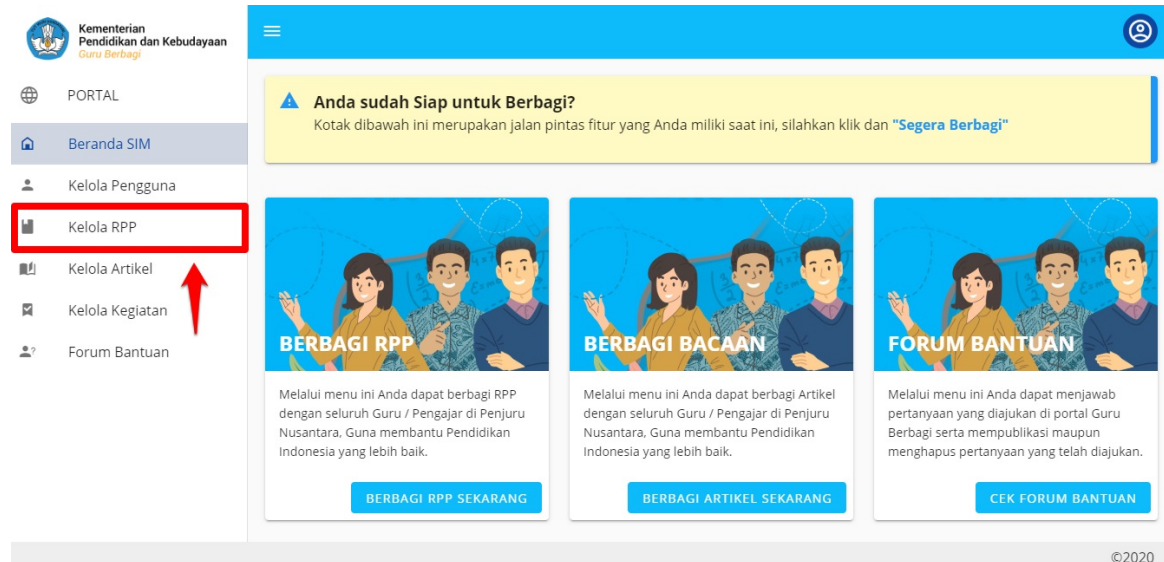 Kementerian
Pendidikan dan Kebudayaan
Guru Berbagi
PORTAL
Beranda SIM
Kelola Pengguna
Kelola RPP
Kelola Artikel
Kelola Kegiatan
Forum Bantuan
Anda sudah Siap untuk Berbagi?
Kotak dibawah ini merupakan jalan pintas fitur yang Anda miliki saat ini, silahkan klik dan "Segera Berbagi"
BERBAGI RPP
Melalui menu ini Anda dapat berbagi RPP
dengan seluruh Guru / Pengajar di Penjuru
Nusantara, Guna membantu Pendidikan
Indonesia yang lebih baik.
BERBAGI RPP SEKARANG
BERBAGI BACAAN
Melalui menu ini Anda dapat berbagi Artikel
dengan seluruh Guru / Pengajar di Penjuru
Nusantara, Guna membantu Pendidikan
Indonesia yang lebih baik.
BERBAGI ARTIKEL SEKARANG
FORUM BANTUAN
Melalui menu ini Anda dapat menjawab
pertanyaan yang diajukan di portal Guru
Berbagi serta mempublikasi maupun
menghapus pertanyaan yang telah diajukan.
CEK FORUM BANTUAN
©2020